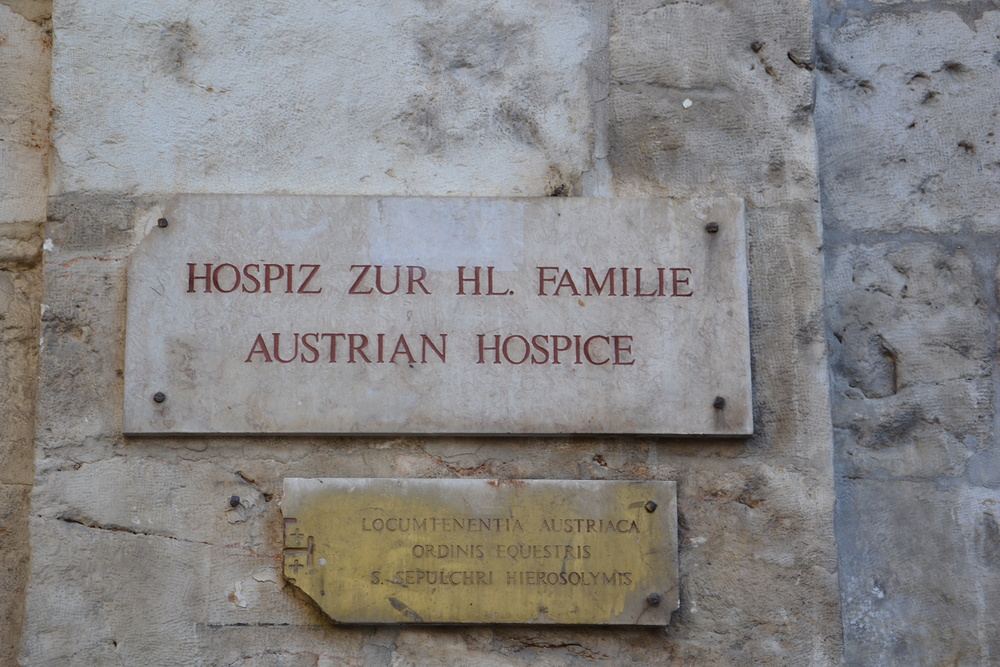 HOSPIZ ZUR HL. FAMILIE
AUSTRIAN HOSPICE
LOCUMTENENTIA AUSTRIACA
ORDINIS EQUESTRIS
S. SEPULCHRI HIEROSOLYMIS